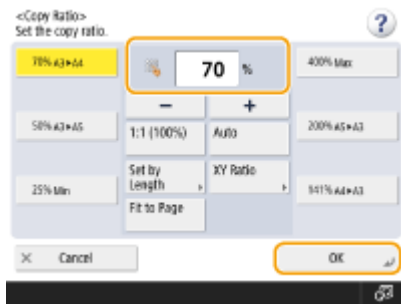 <Copy Ratio>
Set the copy ratio.
?
70% A3►A4
70 %
400% Max
−
+
50% A3►A5
1:1 (100%)
Auto
200% A5►A3
25% Min
Set by
Length
XY Ratio
141% A4►A3
Fit to Page
× Cancel
OK